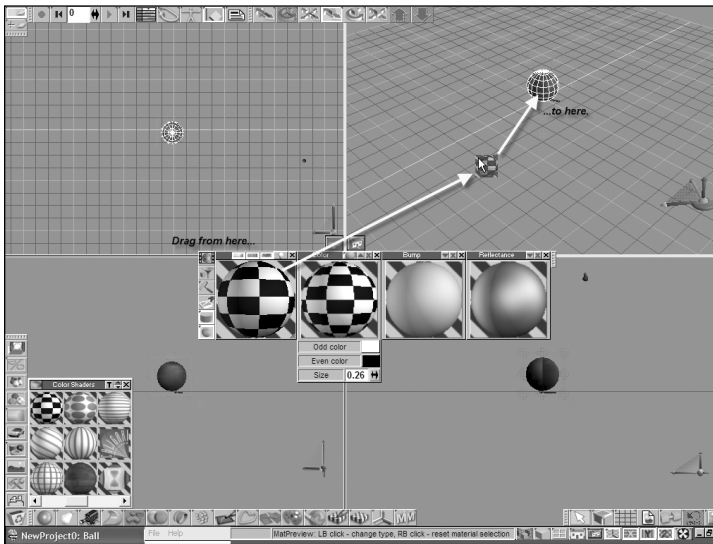 0
...to here.
Drag from here...
Color
Bump
Reflectance
Odd color
Even color
Size 0.26
Color Shaders
NewProject0: Ball
File Help
MatPreview: LB click - change type, RB click - reset material selection